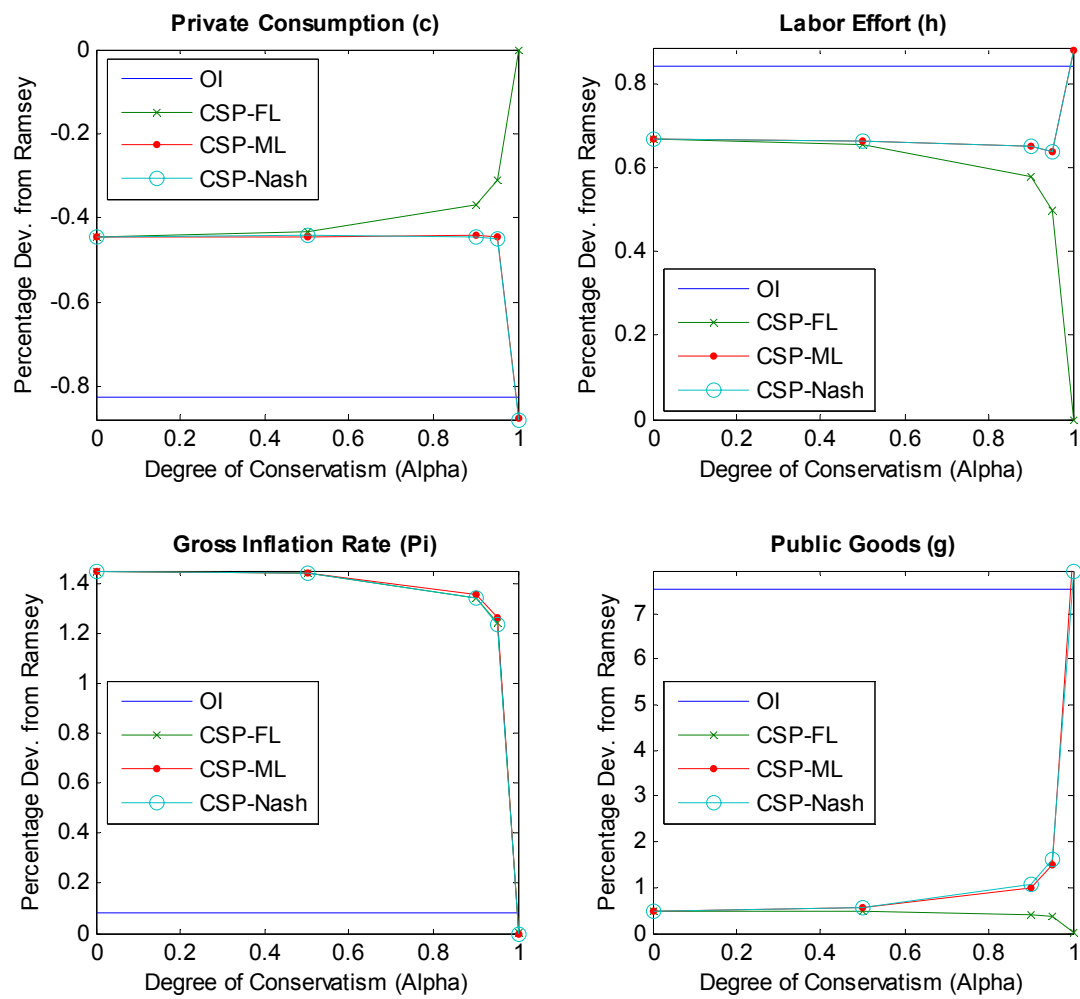 Private Consumption (c)
Percentage Dev. from Ramsey
0
-0.2
-0.4
-0.6
-0.8
OI
CSP-FL
CSP-ML
CSP-Nash
0 0.2 0.4 0.6 0.8 1
Degree of Conservatism (Alpha)
Labor Effort (h)
Percentage Dev. from Ramsey
0.8
0.6
0.4
0.2
0
OI
CSP-FL
CSP-ML
CSP-Nash
0 0.2 0.4 0.6 0.8 1
Degree of Conservatism (Alpha)
Gross Inflation Rate (Pi)
Percentage Dev. from Ramsey
1.4
1.2
1
0.8
0.6
0.4
0.2
0
OI
CSP-FL
CSP-ML
CSP-Nash
0 0.2 0.4 0.6 0.8 1
Degree of Conservatism (Alpha)
Public Goods (g)
Percentage Dev. from Ramsey
7
6
5
4
3
2
1
0
OI
CSP-FL
CSP-ML
CSP-Nash
0 0.2 0.4 0.6 0.8 1
Degree of Conservatism (Alpha)